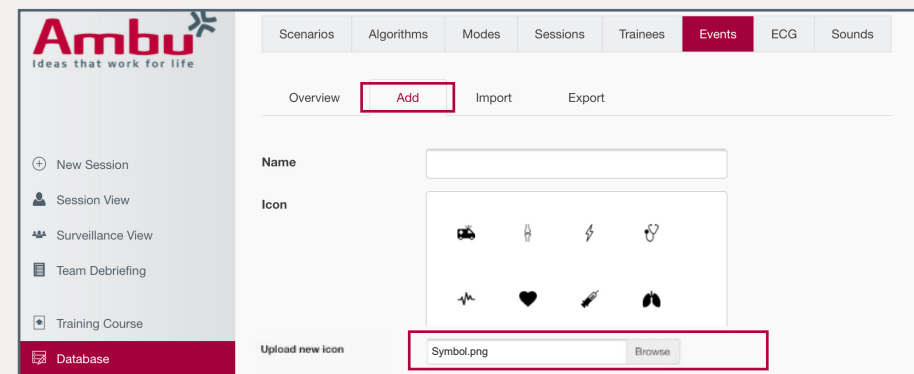 Ambu
Ideas that work for life
Scenarios Algorithms Modes Sessions Trainees Events ECG Sounds
Overview Add Import Export
New Session
Session View
Surveillance View
Team Debriefing
Training Course
Database
Name
Icon
Upload new icon Symbol.png Browse